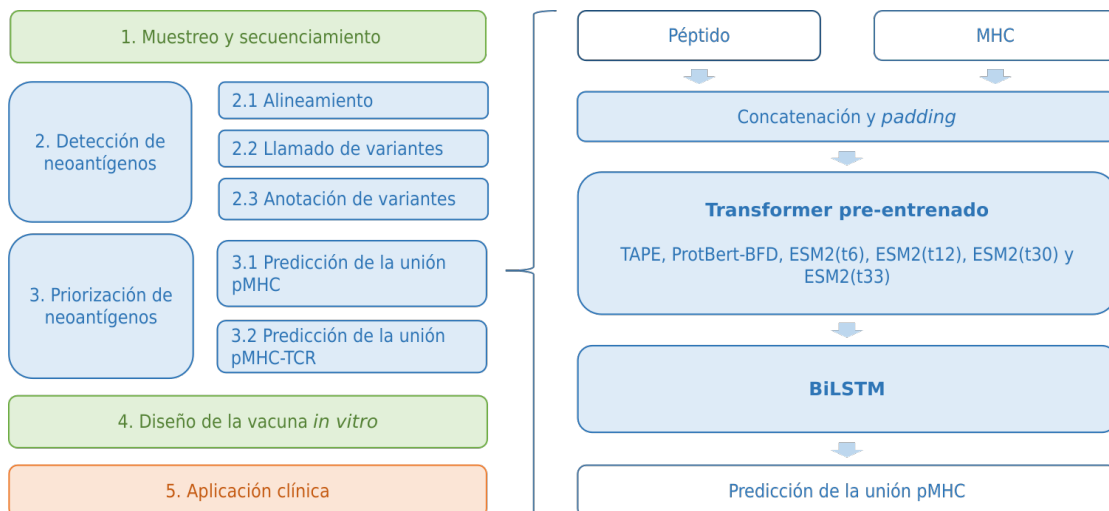 1. Muestreo y secuenciamiento
2. Detección de
neoantígenos
2.1 Alineamiento
2.2 Llamado de variantes
2.3 Anotación de variantes
3. Priorización de
neoantígenos
3.1 Predicción de la unión
pMHC
3.2 Predicción de la unión
pMHC-TCR
4. Diseño de la vacuna in vitro
5. Aplicación clínica
Péptido
MHC
Concatenación y padding
Transformer pre-entrenado
TAPE, ProtBert-BFD, ESM2(t6), ESM2(t12), ESM2(t30) y
ESM2(t33)
BiLSTM
Predicción de la unión pMHC